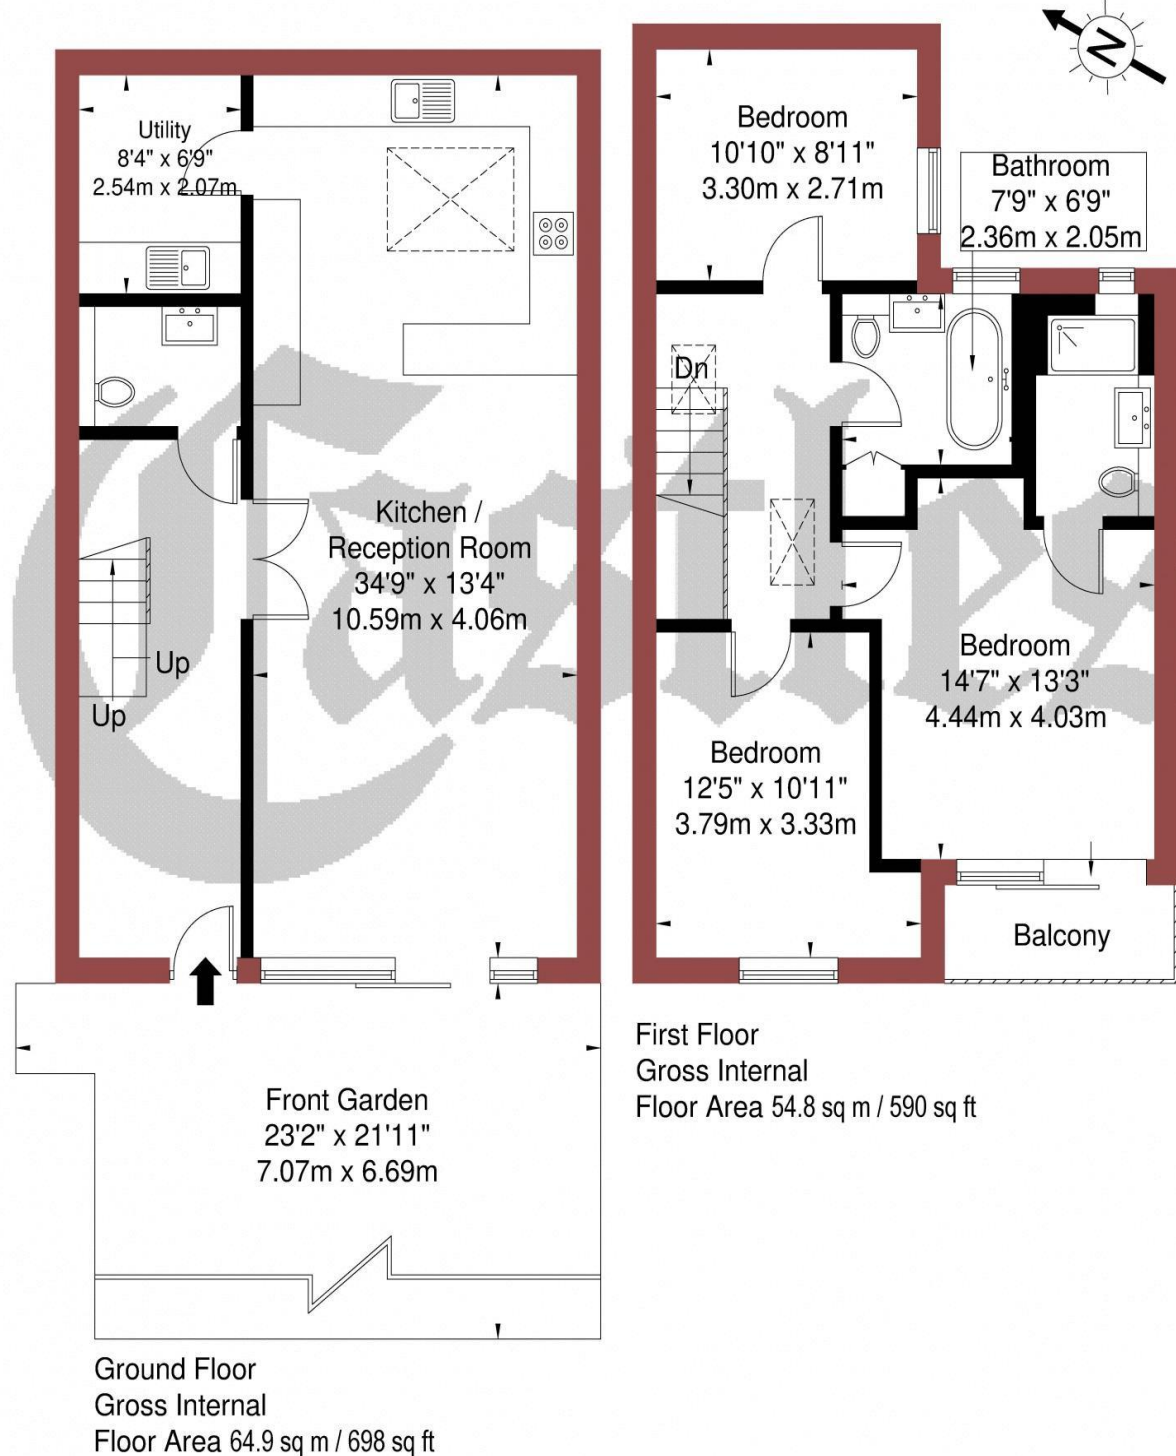 N
Utility
8'4" x 6'9"
2.54m x 2.07m
Kitchen /
Reception Room
34'9" x 13'4"
10.59m x 4.06m
Up
Up
Front Garden
23'2" x 21'11"
7.07m x 6.69m
Ground Floor
Gross Internal
Floor Area 64.9 sq m / 698 sq ft
Bedroom
10'10" x 8'11"
3.30m x 2.71m
Bathroom
7'9" x 6'9"
2.36m x 2.05m
Dn
Bedroom
14'7" x 13'3"
4.44m x 4.03m
Bedroom
12'5" x 10'11"
3.79m x 3.33m
Balcony
First Floor
Gross Internal
Floor Area 54.8 sq m / 590 sq ft